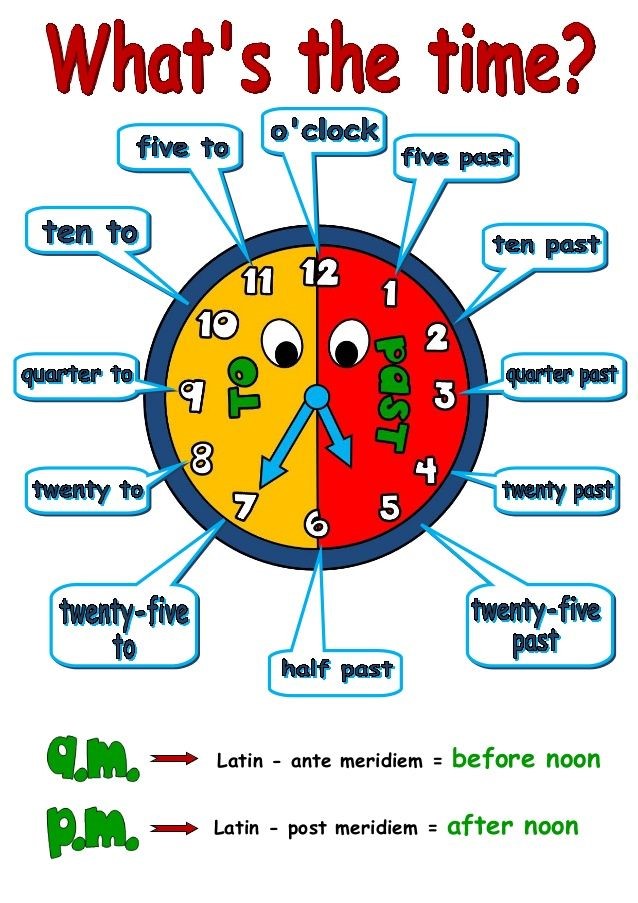 What's the time?
o'clock
five past
ten past
quarter past
twenty past
twenty-five
past
half past
twenty-five
to
twenty to
quarter to
ten to
five to
12
1
2
3
4
5
6
7
8
9
10
11
TO
PAST
a.m. Latin - ante meridiem = before noon
p.m. Latin - post meridiem = after noon